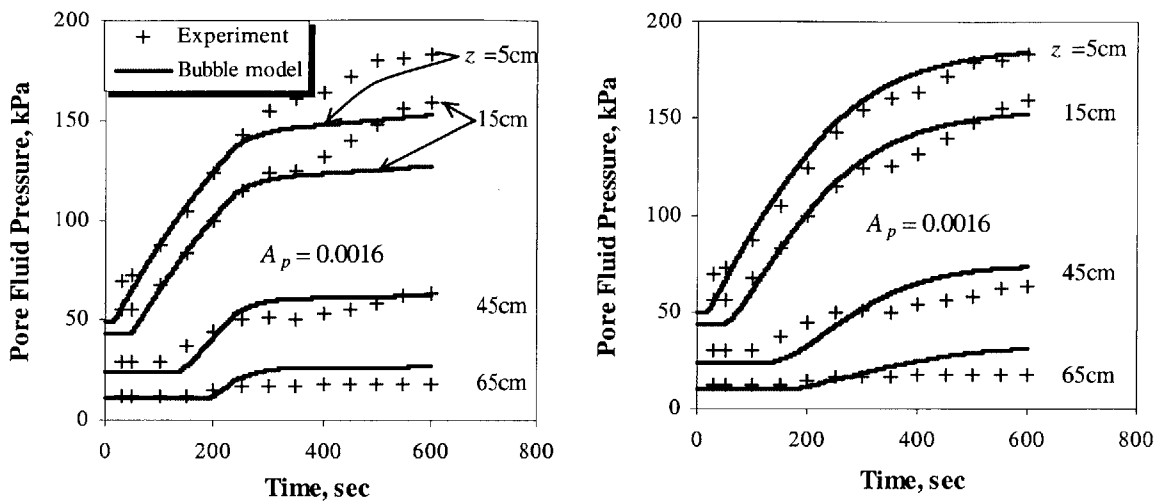 200
150
100
50
0
Pore Fluid Pressure, kPa
+ Experiment
Bubble model
z =5cm
15cm
A_p = 0.0016
45cm
65cm
0 200 400 600 800
Time, sec
200
150
100
50
0
Pore Fluid Pressure, kPa
z =5cm
15cm
A_p = 0.0016
45cm
65cm
0 200 400 600 800
Time, sec